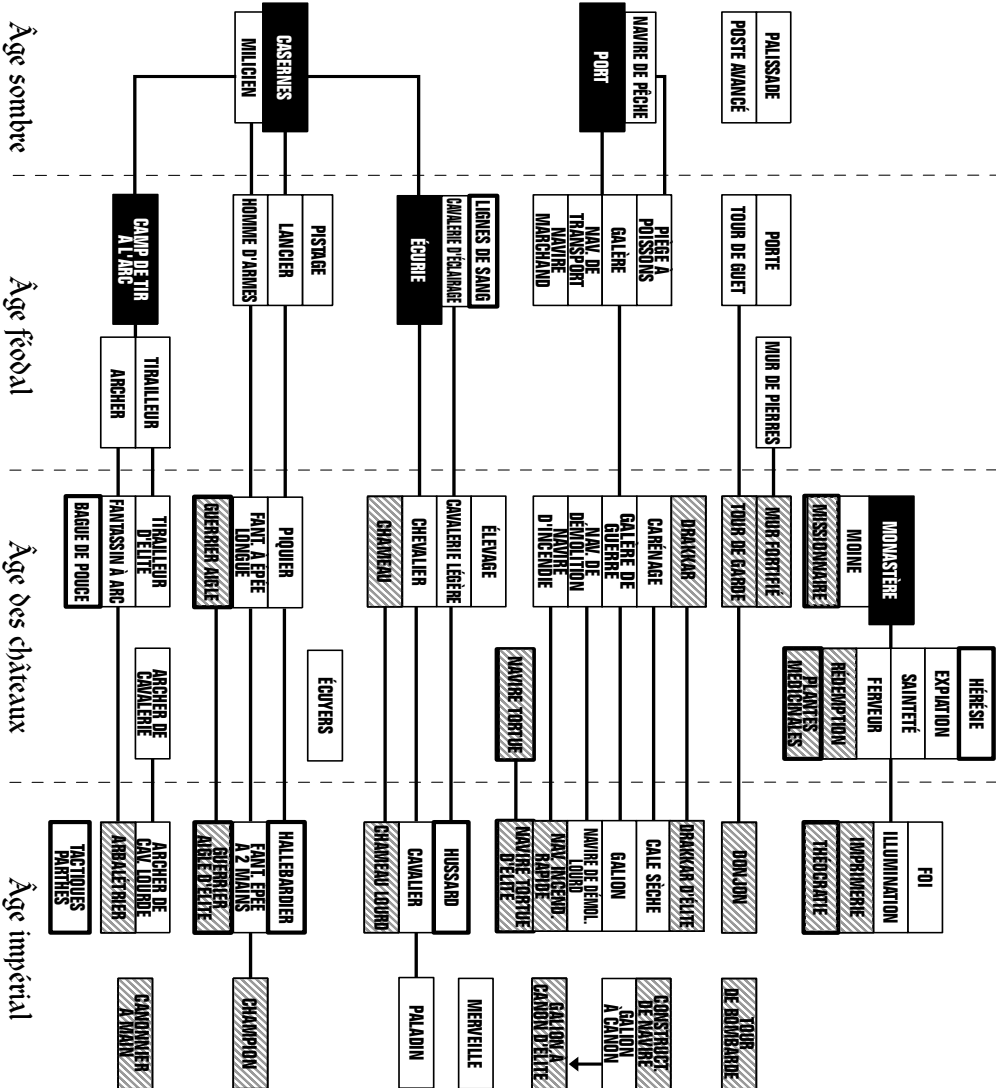 Âge sombre
Âge féodal
Âge des châteaux
Âge impérial
CAMP DE TIR
À L'ARC
TIRAILLEUR
ARCHER
TIRAILLEUR
D'ÉLITE
FANTASSIN À ARC
BAGUE DE POUCE
ARCHER DE
CAVALERIE
ARCHER DE
CAV. LOURDE
ARBALÉTRIER
TACTIQUES
PARTHES
CANONNIER
À MAIN
CASERNES
MILICIEN
PISTAGE
LANCIER
HOMME D'ARMES
PIQUIER
FANT. À ÉPÉE
LONGUE
GUERRIER AIGLE
ÉCUYERS
HALLEBARDIER
FANT. EPÉE
À 2 MAINS
GUERRIER
AIGLE D'ÉLITE
CHAMPION
LIGNES DE SANG
CAVALERIE D'ÉCLAIRAGE
ÉCURIE
ÉLEVAGE
CAVALERIE LÉGÈRE
CHEVALIER
CHAMEAU
HUSSARD
CAVALIER
CHAMEAU LOURD
PALADIN
MERVEILLE
NAVIRE DE PÊCHE
PORT
PIÈGE À
POISSONS
GALÈRE
NAV. DE
TRANSPORT
NAVIRE
MARCHAND
DRAKKAR
CARÉNAGE
GALÈRE DE
GUERRE
NAV. DE
DÉMOLITION
NAVIRE
D'INCENDIE
NAVIRE TORTUE
DRAKKAR D'ÉLITE
CALE SÈCHE
GALION
NAVIRE DE DÉMOL.
LOURD
NAV. INCEND.
RAPIDE
NAVIRE TORTUE
D'ÉLITE
CONSTRUCT.
DE NAVIRE
GALION
À CANON
GALION À
CANON D'ÉLITE
PALISSADE
POSTE AVANCÉ
PORTE
TOUR DE GUET
MUR DE PIERRES
MUR FORTIFIÉ
TOUR DE GARDE
DONJON
TOUR
DE BOMBARDE
MONASTÈRE
MOINE
MISSIONNAIRE
HÉRÉSIE
EXPIATION
SAINTETÉ
FERVEUR
RÉDEMPTION
PLANTES
MÉDICINALES
FOI
ILLUMINATION
IMPRIMERIE
THÉOCRATIE